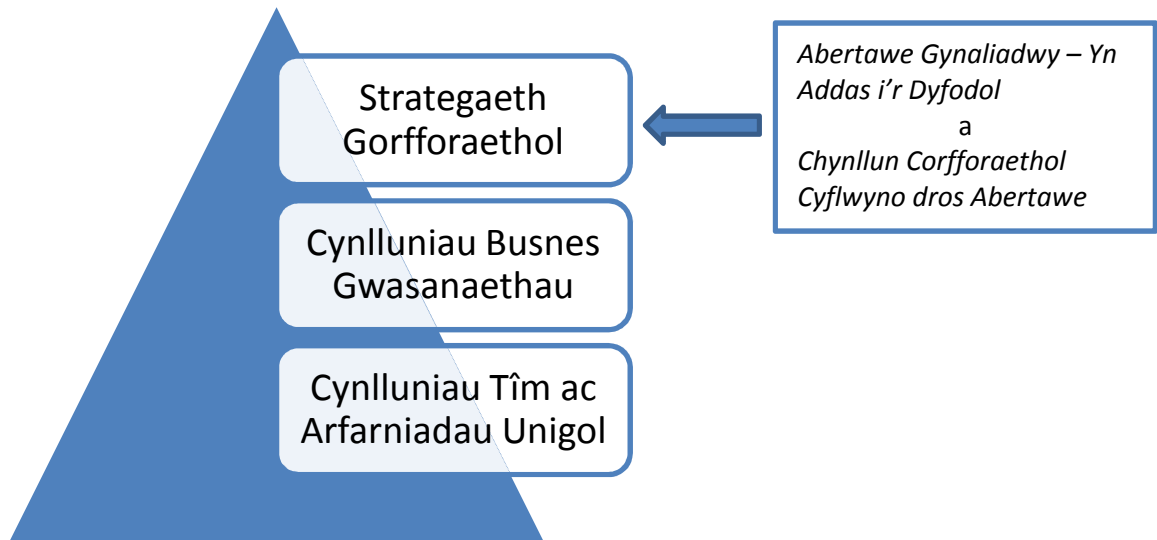 Strategaeth
Gorfforaethol
Abertawe Gynaliadwy – Yn
Addas i’r Dyfodol
a
Chynllun Corfforaethol
Cyflwyno dros Abertawe
Cynlluniau Busnes
Gwasanaethau
Cynlluniau Tîm ac
Arfarniadau Unigol